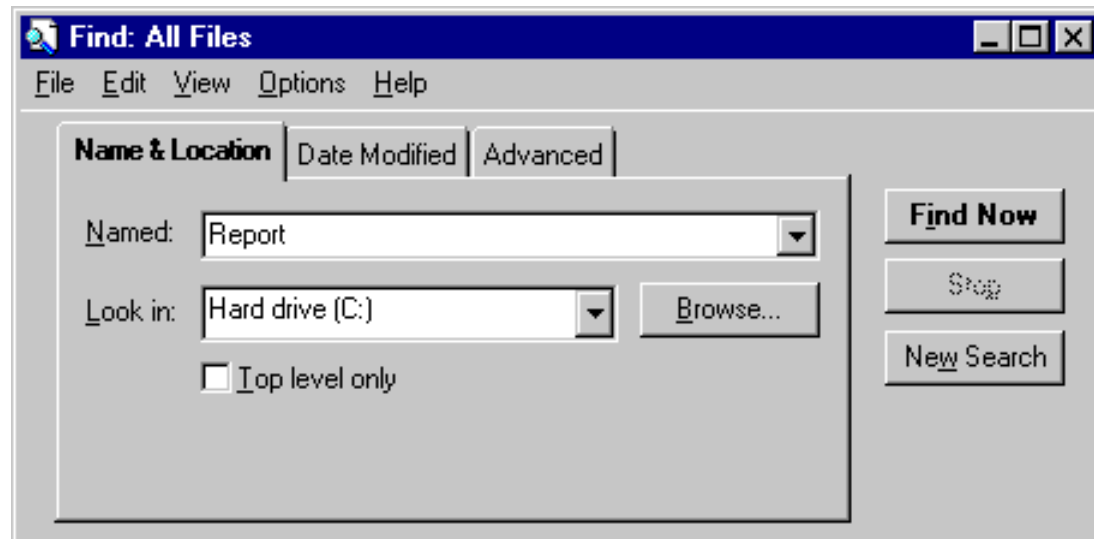 Find: All Files
File Edit View Options Help
Name & Location Date Modified Advanced
Named: Report
Find Now
Look in: Hard drive (C:) Browse...
Stop
Top level only
New Search